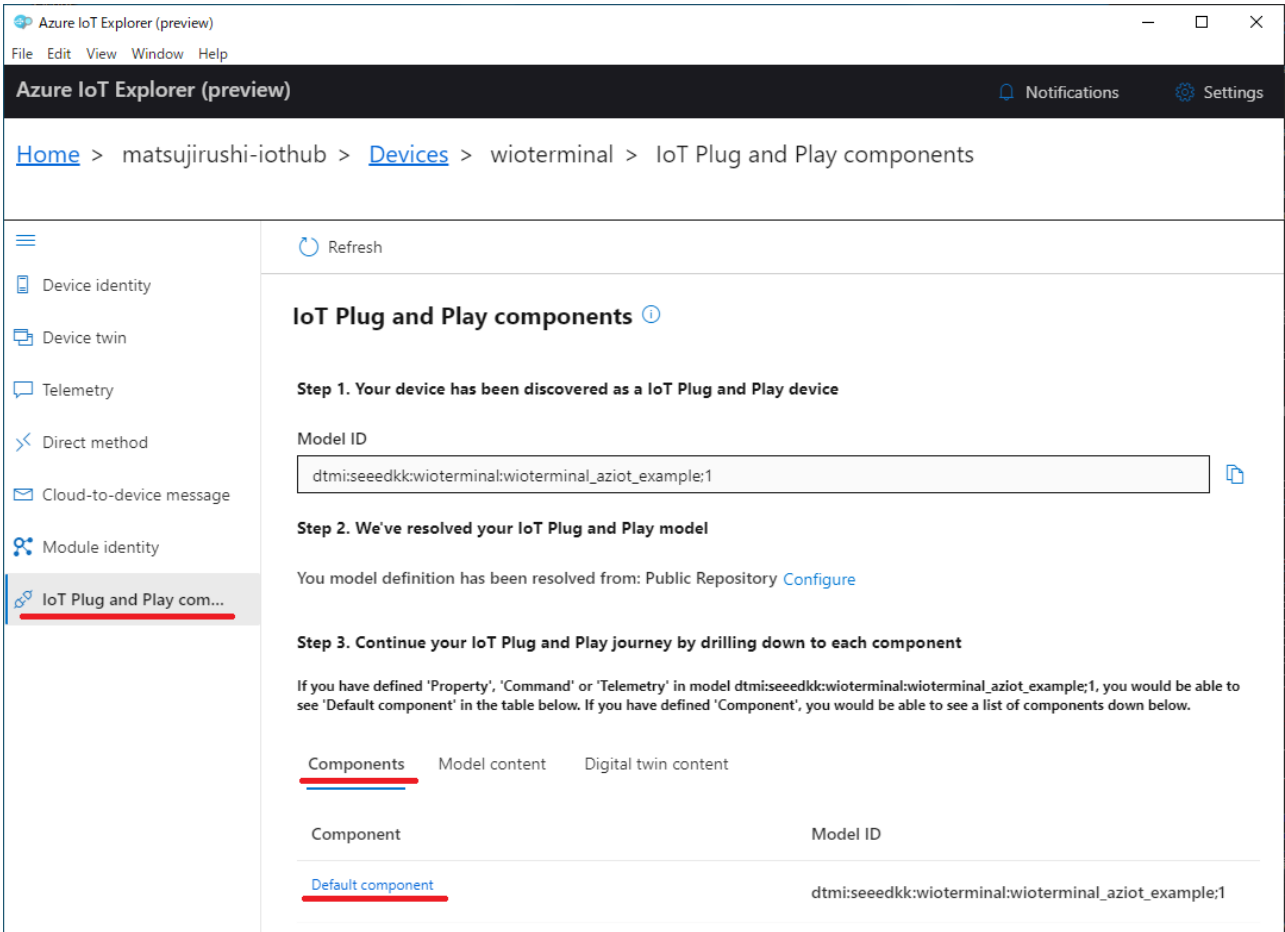 Azure IoT Explorer (preview)
File Edit View Window Help
Azure IoT Explorer (preview)
Notifications
Settings
Home > matsujirushi-iothub > Devices > wioterminal > IoT Plug and Play components
Refresh
Device identity
Device twin
Telemetry
Direct method
Cloud-to-device message
Module identity
IoT Plug and Play com...
IoT Plug and Play components
Step 1. Your device has been discovered as a IoT Plug and Play device
Model ID
dtmi:seeedkk:wioterminal:wioterminal_aziot_example;1
Step 2. We've resolved your IoT Plug and Play model
You model definition has been resolved from: Public Repository Configure
Step 3. Continue your IoT Plug and Play journey by drilling down to each component
If you have defined 'Property', 'Command' or 'Telemetry' in model dtmi:seeedkk:wioterminal:wioterminal_aziot_example;1, you would be able to
see 'Default component' in the table below. If you have defined 'Component', you would be able to see a list of components down below.
Components Model content Digital twin content
Component Model ID
Default component dtmi:seeedkk:wioterminal:wioterminal_aziot_example;1